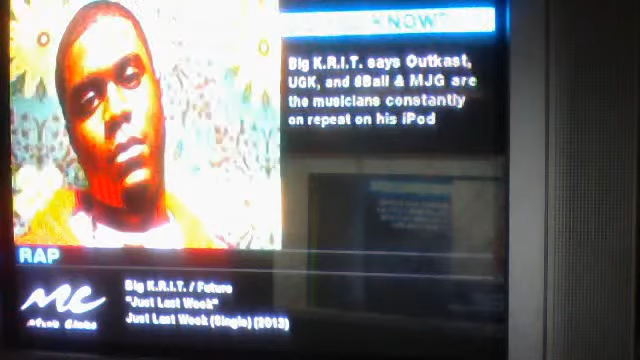 KNOW?
Big K.R.I.T. says Outkast,
UGK, and 8Ball & MJG are
the musicians constantly
on repeat on his iPod
RAP
MC
Big K.R.I.T. / Future
"Just Last Week"
Just Last Week (Single) (2013)